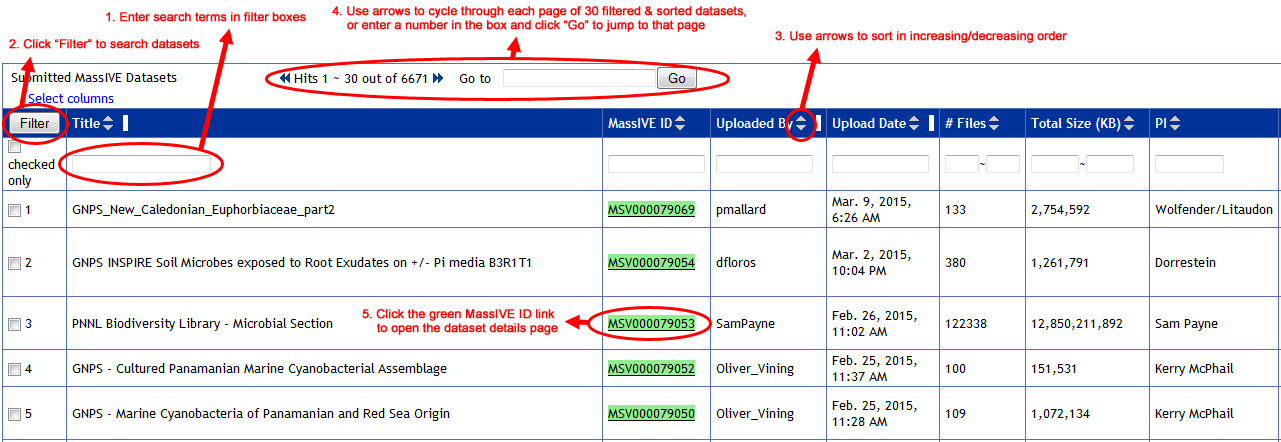 1. Enter search terms in filter boxes
4. Use arrows to cycle through each page of 30 filtered & sorted datasets,
or enter a number in the box and click “Go” to jump to that page
2. Click “Filter” to search datasets
3. Use arrows to sort in increasing/decreasing order
Submitted MassIVE Datasets
Hits 1 ~ 30 out of 6671
Go to
Go
Select columns
Filter
Title
MassIVE ID
Uploaded By
Upload Date
# Files
Total Size (KB)
PI
checked
only
~
~
1
GNPS_New_Caledonian_Euphorbiaceae_part2
MSV000079069
pmallard
Mar. 9, 2015,
6:26 AM
133
2,754,592
Wolfender/Litaudon
2
GNPS INSPIRE Soil Microbes exposed to Root Exudates on +/- Pi media B3R1T1
MSV000079054
dfloros
Mar. 2, 2015,
10:04 PM
380
1,261,791
Dorrestein
5. Click the green MassIVE ID link
to open the dataset details page
3
PNNL Biodiversity Library - Microbial Section
MSV000079053
SamPayne
Feb. 26, 2015,
11:02 AM
122338
12,850,211,892
Sam Payne
4
GNPS - Cultured Panamanian Marine Cyanobacterial Assemblage
MSV000079052
Oliver_Vining
Feb. 25, 2015,
11:37 AM
100
151,531
Kerry McPhail
5
GNPS - Marine Cyanobacteria of Panamanian and Red Sea Origin
MSV000079050
Oliver_Vining
Feb. 25, 2015,
11:28 AM
109
1,072,134
Kerry McPhail